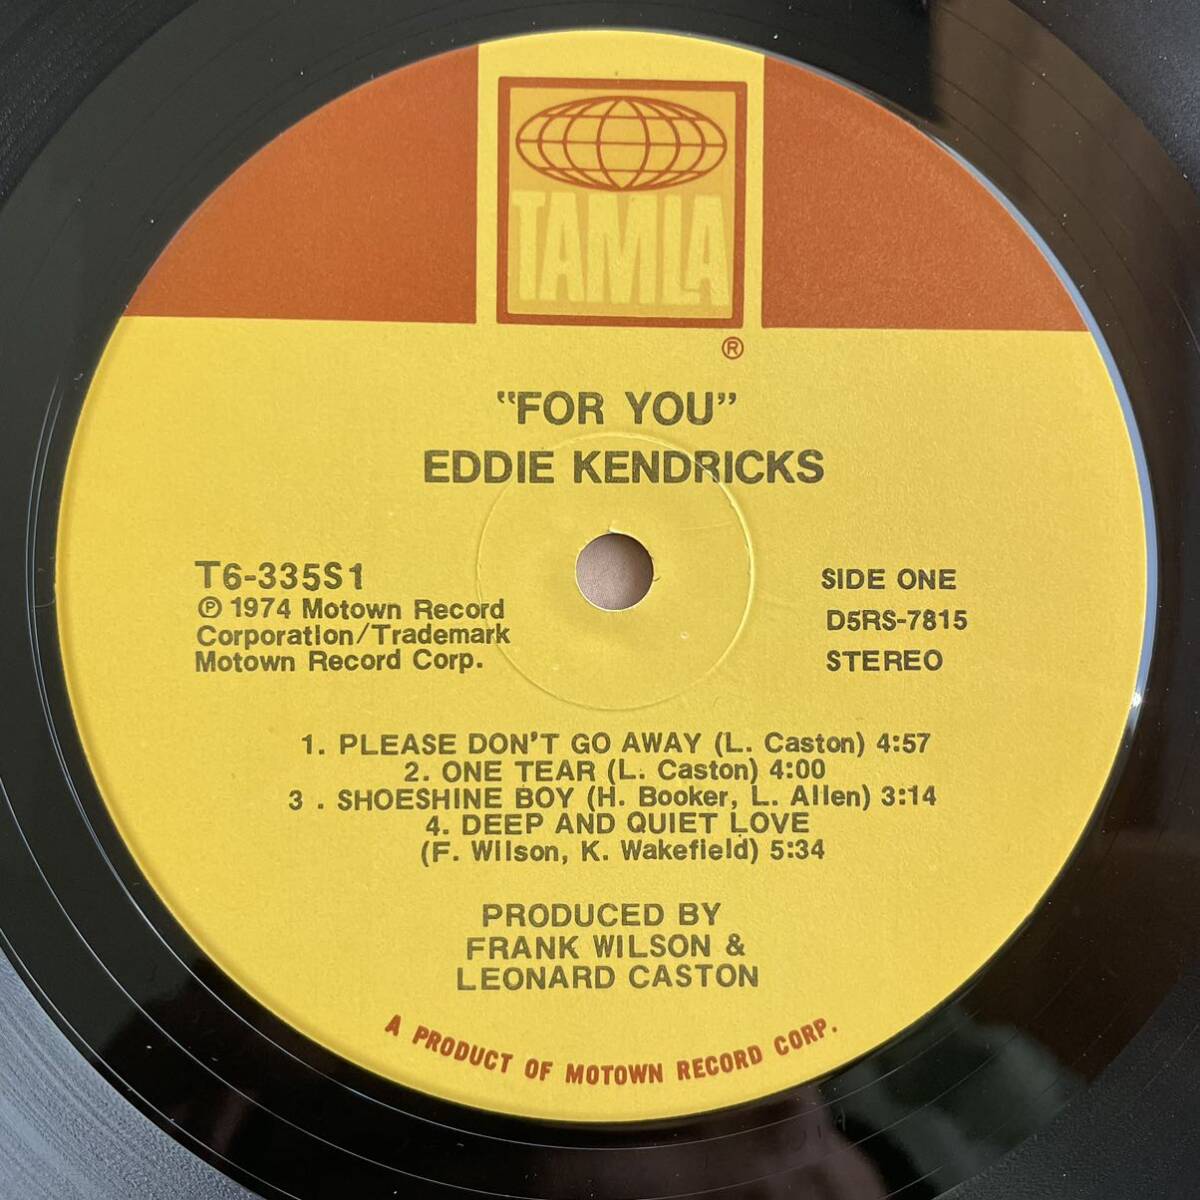 TAMLA
®
"FOR YOU"
EDDIE KENDRICKS
T6-335S1
℗ 1974 Motown Record
Corporation/Trademark
Motown Record Corp.
SIDE ONE
D5RS-7815
STEREO
1. PLEASE DON'T GO AWAY (L. Caston) 4:57
2. ONE TEAR (L. Caston) 4:00
3 . SHOESHINE BOY (H. Booker, L. Allen) 3:14
4. DEEP AND QUIET LOVE
(F. Wilson, K. Wakefield) 5:34
PRODUCED BY
FRANK WILSON &
LEONARD CASTON
A PRODUCT OF MOTOWN RECORD CORP.